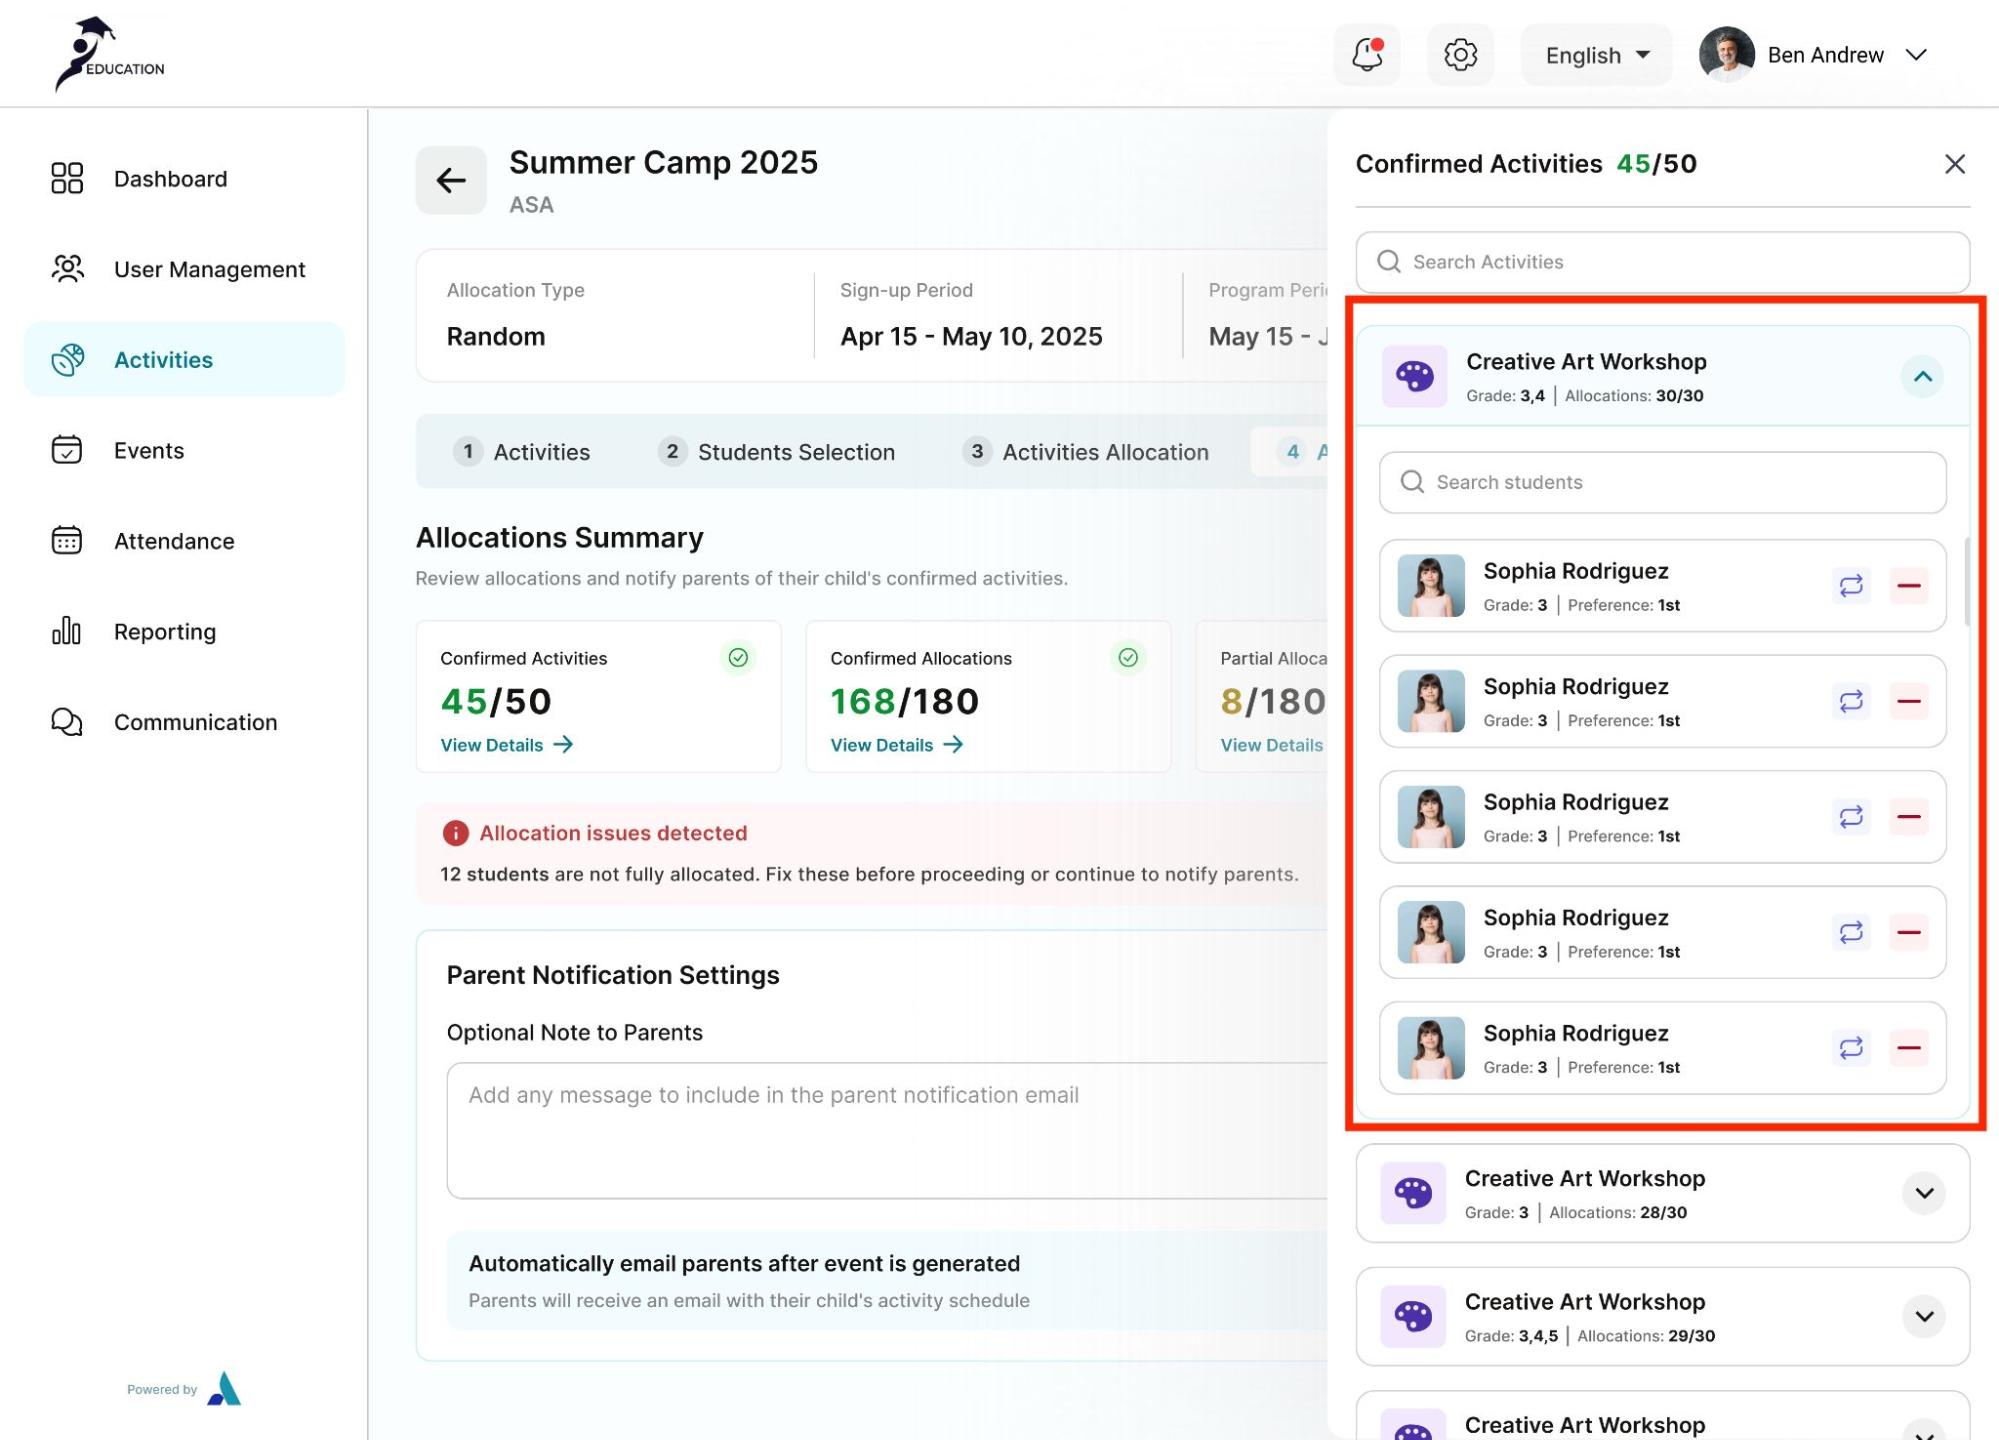 EDUCATION
English
Ben Andrew
Dashboard
User Management
Activities
Events
Attendance
Reporting
Communication
Powered by
Summer Camp 2025
ASA
Allocation Type
Random
Sign-up Period
Apr 15 - May 10, 2025
Program
May 15 -
1 Activities
2 Students Selection
3 Activities Allocation
4
Allocations Summary
Review allocations and notify parents of their child's confirmed activities.
Confirmed Activities
45/50
View Details
Confirmed Allocations
168/180
View Details
Partial
8/180
View Details
Allocation issues detected
12 students are not fully allocated. Fix these before proceeding or continue to notify parents.
Parent Notification Settings
Optional Note to Parents
Add any message to include in the parent notification email
Automatically email parents after event is generated
Parents will receive an email with their child's activity schedule
Confirmed Activities 45/50
Search Activities
Creative Art Workshop
Grade: 3,4 | Allocations: 30/30
Search students
Sophia Rodriguez
Grade: 3 | Preference: 1st
Sophia Rodriguez
Grade: 3 | Preference: 1st
Sophia Rodriguez
Grade: 3 | Preference: 1st
Sophia Rodriguez
Grade: 3 | Preference: 1st
Sophia Rodriguez
Grade: 3 | Preference: 1st
Creative Art Workshop
Grade: 3 | Allocations: 28/30
Creative Art Workshop
Grade: 3,4,5 | Allocations: 29/30
Creative Art Workshop